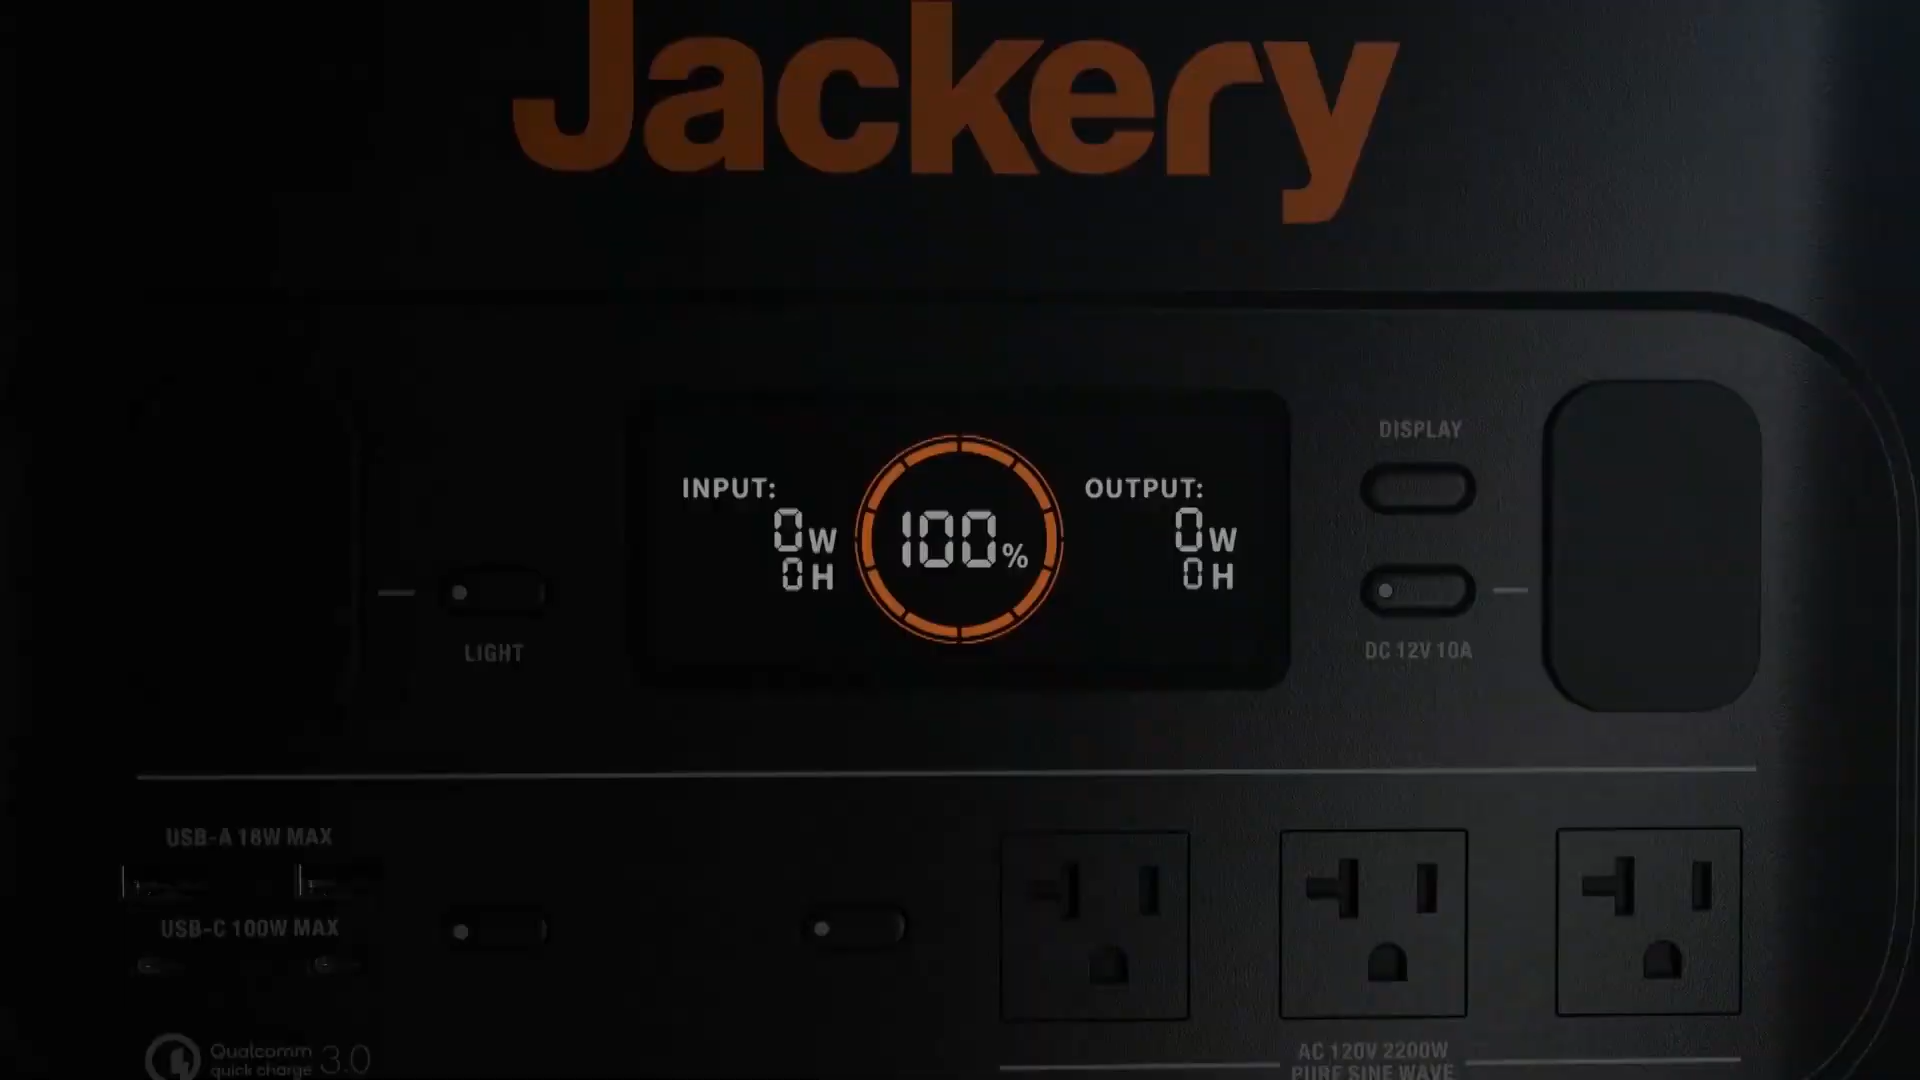 Jackery
DISPLAY
INPUT:
OUTPUT:
0W
100%
0W
0H
0H
LIGHT
DC 12V 10A
USB-A 18W MAX
USB-C 100W MAX
Qualcomm
quick charge 3.0
AC 120V 2200W
PURE SINE WAVE